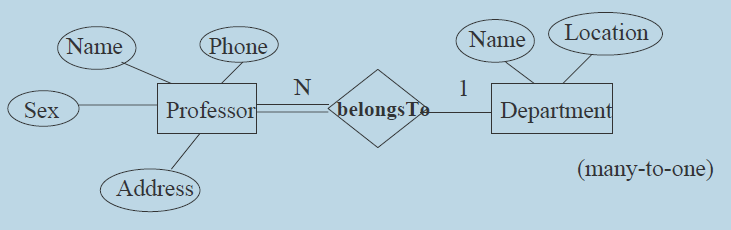 Name
Phone
Name
Location
Sex
Professor
N
belongsTo
1
Department
Address
(many-to-one)